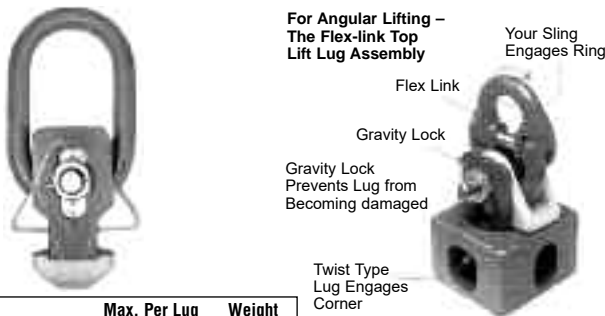 For Angular Lifting –
The Flex-link Top
Lift Lug Assembly
Your Sling
Engages Ring
Flex Link
Gravity Lock
Gravity Lock
Prevents Lug from
Becoming damaged
Twist Type
Lug Engages
Corner
Max. Per Lug Weight